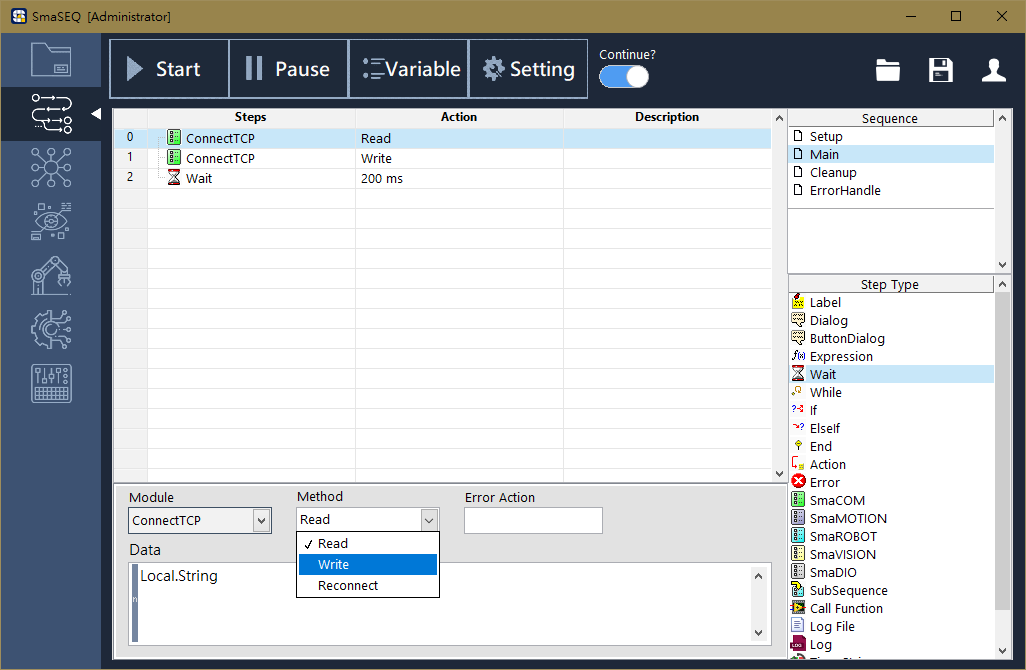 SmaSEQ [Administrator]
Start
Pause
Variable
Setting
Continue?
Steps Action Description
0 ConnectTCP Read
1 ConnectTCP Write
2 Wait 200 ms
Sequence
Setup
Main
Cleanup
ErrorHandle
Step Type
Label
Dialog
ButtonDialog
f(x) Expression
Wait
While
If
ElseIf
End
Action
Error
SmaCOM
SmaMOTION
SmaROBOT
SmaVISION
SmaDIO
SubSequence
Call Function
Log File
LOG Log
Module
ConnectTCP
Method
Read
✓ Read
Write
Reconnect
Error Action
Data
n
Local.String